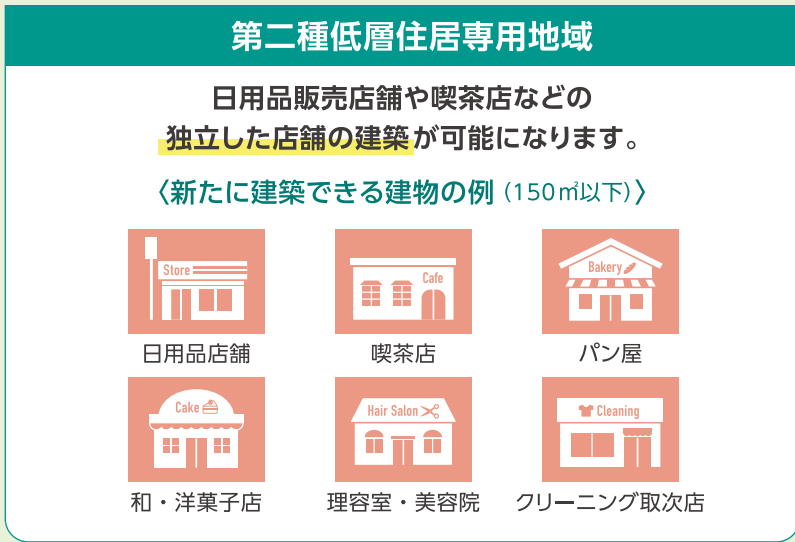 第二種低層住居専用地域
日用品販売店舗や喫茶店などの
独立した店舗の建築が可能になります。
〈新たに建築できる建物の例（150㎡以下）〉
Store
Cafe
Bakery
日用品店舗
喫茶店
パン屋
Cake
Hair Salon
Cleaning
和・洋菓子店
理容室・美容院
クリーニング取次店